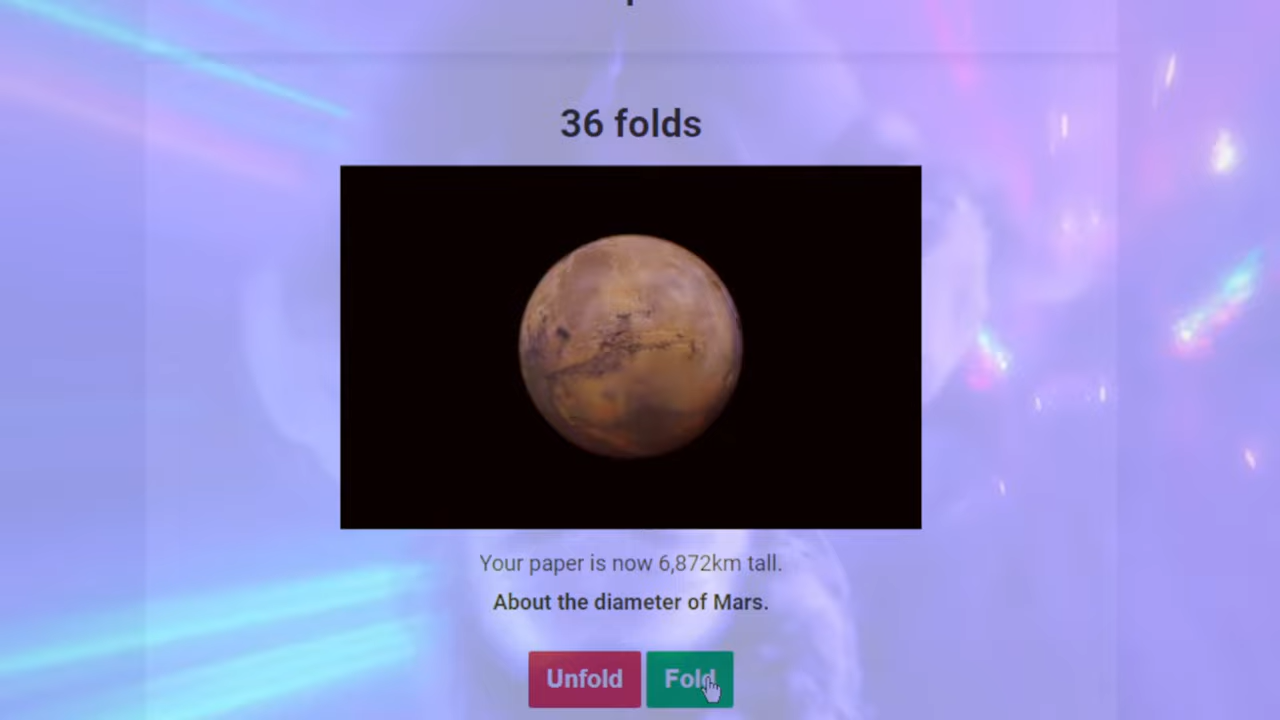 36 folds
Your paper is now 6,872km tall.
About the diameter of Mars.
Unfold Fold